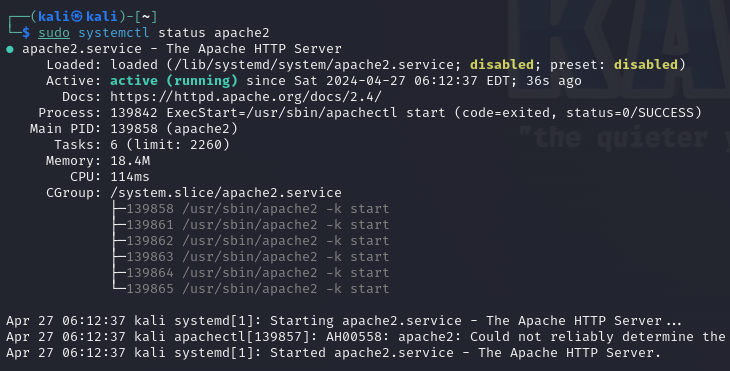 ┌──(kali㉿kali)-[~]
└─$ sudo systemctl status apache2
● apache2.service - The Apache HTTP Server
     Loaded: loaded (/lib/systemd/system/apache2.service; disabled; preset: disabled)
     Active: active (running) since Sat 2024-04-27 06:12:37 EDT; 36s ago
       Docs: https://httpd.apache.org/docs/2.4/
    Process: 139842 ExecStart=/usr/sbin/apachectl start (code=exited, status=0/SUCCESS)
   Main PID: 139858 (apache2)
      Tasks: 6 (limit: 2260)
     Memory: 18.4M
        CPU: 114ms
     CGroup: /system.slice/apache2.service
             ├─139858 /usr/sbin/apache2 -k start
             ├─139861 /usr/sbin/apache2 -k start
             ├─139862 /usr/sbin/apache2 -k start
             ├─139863 /usr/sbin/apache2 -k start
             ├─139864 /usr/sbin/apache2 -k start
             └─139865 /usr/sbin/apache2 -k start
Apr 27 06:12:37 kali systemd[1]: Starting apache2.service - The Apache HTTP Server...
Apr 27 06:12:37 kali apachectl[139857]: AH00558: apache2: Could not reliably determine the
Apr 27 06:12:37 kali systemd[1]: Started apache2.service - The Apache HTTP Server.
KA
"the quieter y